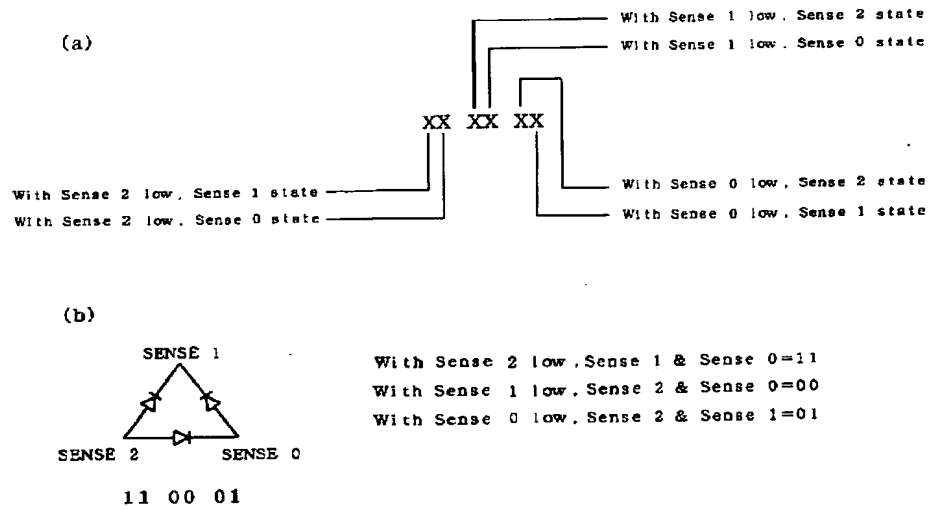 (a)
With Sense 1 low, Sense 2 state
With Sense 1 low, Sense 0 state
XX XX XX
With Sense 2 low, Sense 1 state
With Sense 2 low, Sense 0 state
With Sense 0 low, Sense 2 state
With Sense 0 low, Sense 1 state
(b)
SENSE 1
SENSE 2
SENSE 0
11 00 01
With Sense 2 low, Sense 1 & Sense 0=11
With Sense 1 low, Sense 2 & Sense 0=00
With Sense 0 low, Sense 2 & Sense 1=01